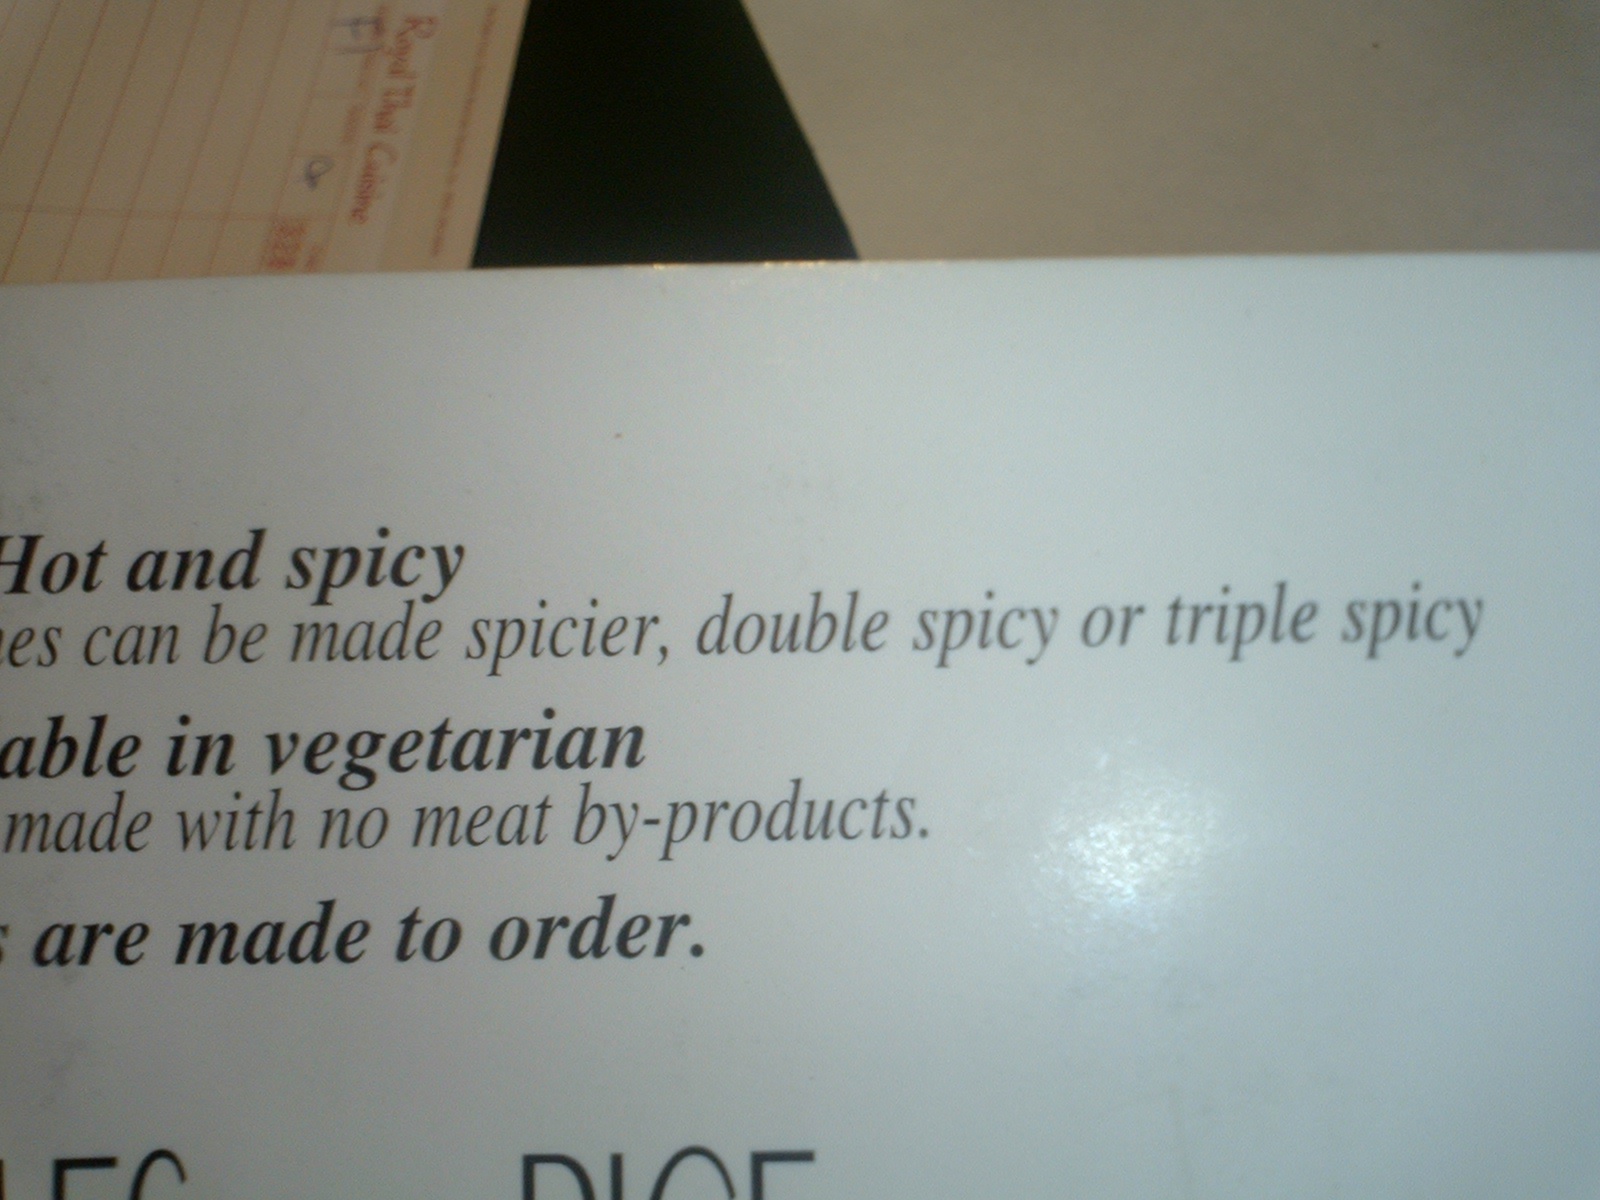 Royal Thai Cuisine
Hot and spicy
es can be made spicier, double spicy or triple spicy
able in vegetarian
made with no meat by-products.
s are made to order.
RICE